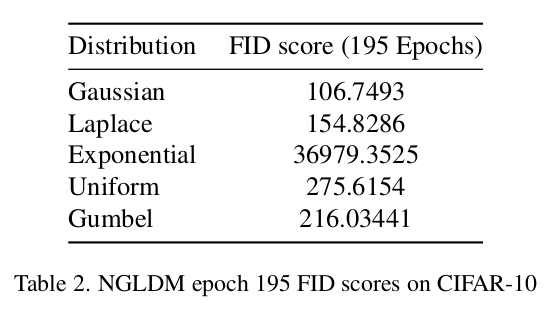 Distribution FID score (195 Epochs)
Gaussian 106.7493
Laplace 154.8286
Exponential 36979.3525
Uniform 275.6154
Gumbel 216.03441
Table 2. NGLDM epoch 195 FID scores on CIFAR-10